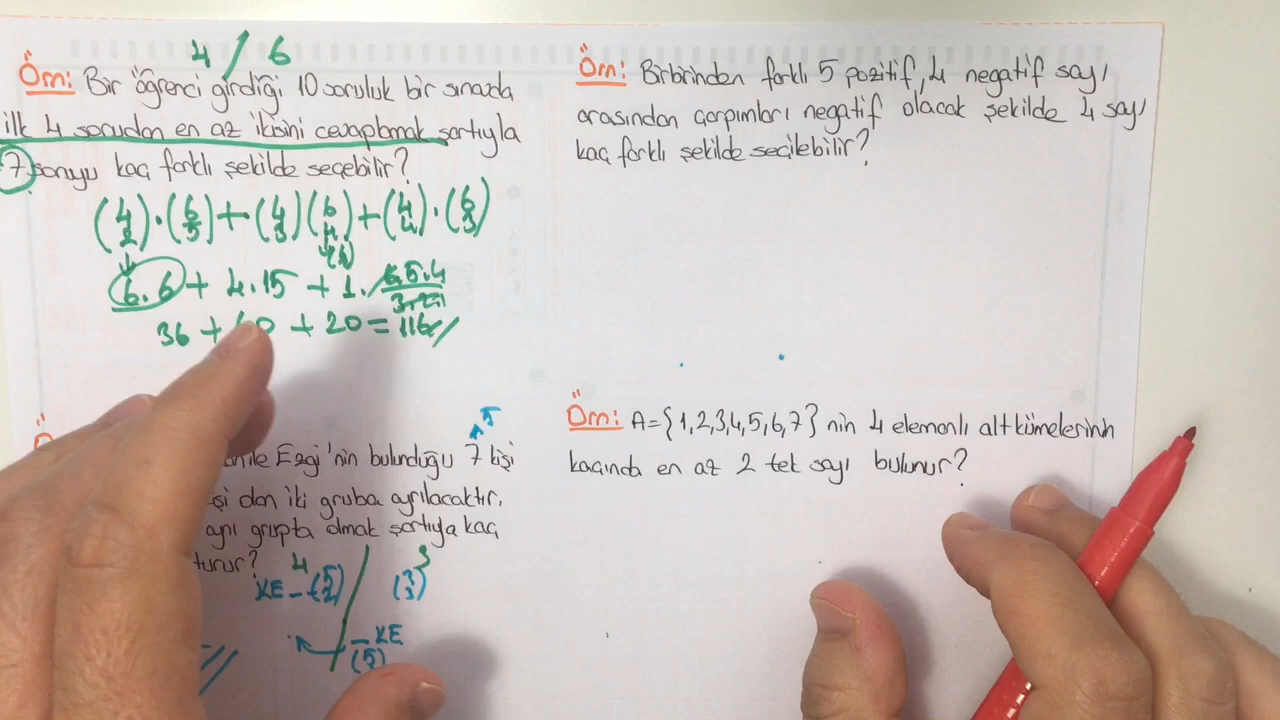 4 / 6
Örn: Bir öğrenci girdiği 10 soruluk bir sınavda
ilk 4 sorudan en az ikisini cevaplamak şartıyla
7 soruyu kaç farklı şekilde seçebilir?
(4 2).(6 5)+(4 3)(6 4)+(4 4).(6 3)
6.6 + 4.15 + 1. 6.5.4
3.2.1
36 + 60 + 20 = 116
Ezgi'nin bulunduğu 7 kişi
iki gruba ayrılacaktır,
aynı grupta olmak şartıyla kaç
4 3
KE - (5 2) (3 3)
KE
Örn: Birbirinden farklı 5 pozitif, 4 negatif sayı
arasından çarpımları negatif olacak şekilde 4 sayı
kaç farklı şekilde seçilebilir?
Örn: A={1,2,3,4,5,6,7} nin 4 elemanlı alt kümelerinin
kaçında en az 2 tek sayı bulunur?